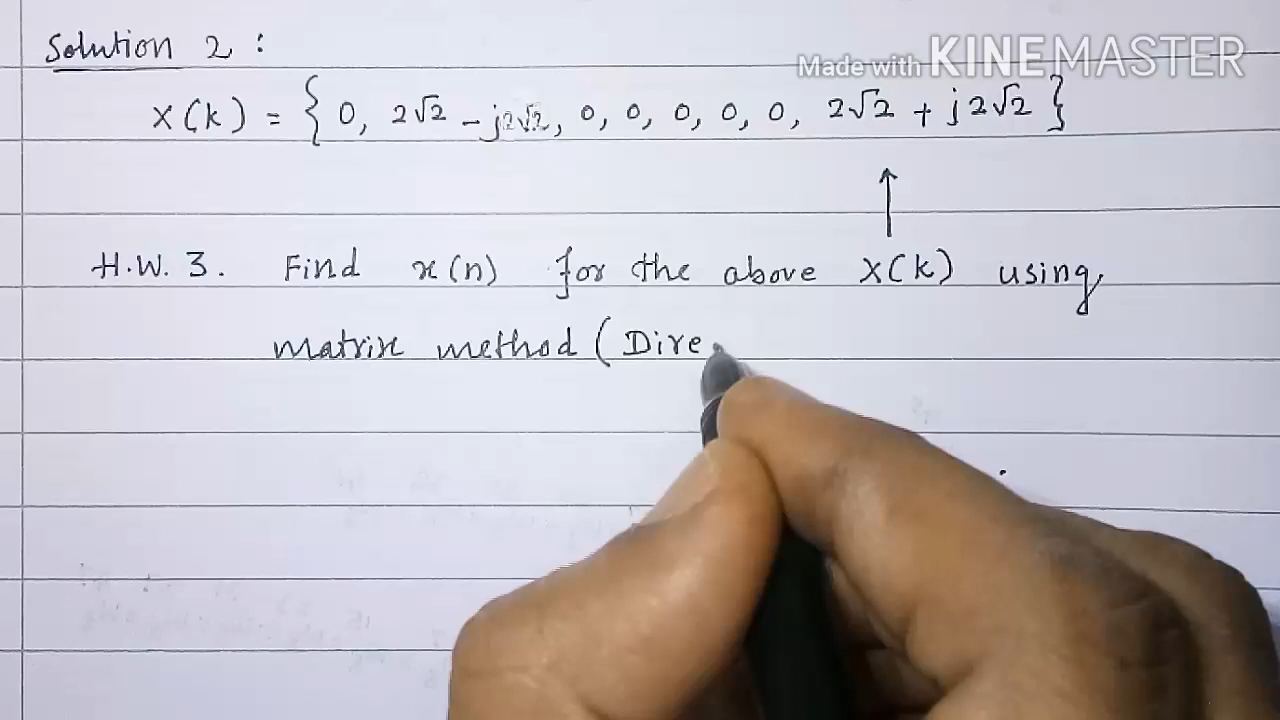 Solution 2 :
Made with KINEMASTER
X(k) = { 0, 2√2 - j2√2, 0, 0, 0, 0, 0, 2√2 + j2√2 }
H.W. 3. Find x(n) for the above X(k) using
matrix method ( Dire